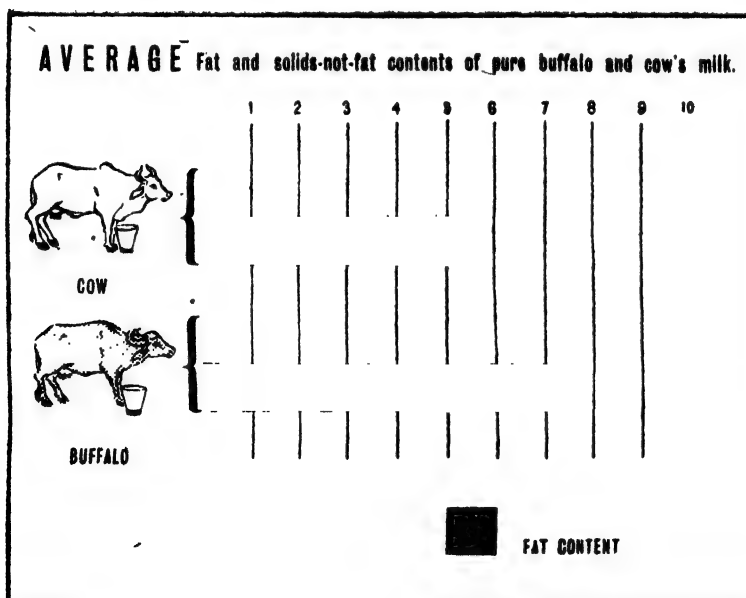 AVERAGE Fat and solids-not-fat contents of pure buffalo and cow's milk.
1 2 3 4 5 6 7 8 9 10
COW
BUFFALO
FAT CONTENT